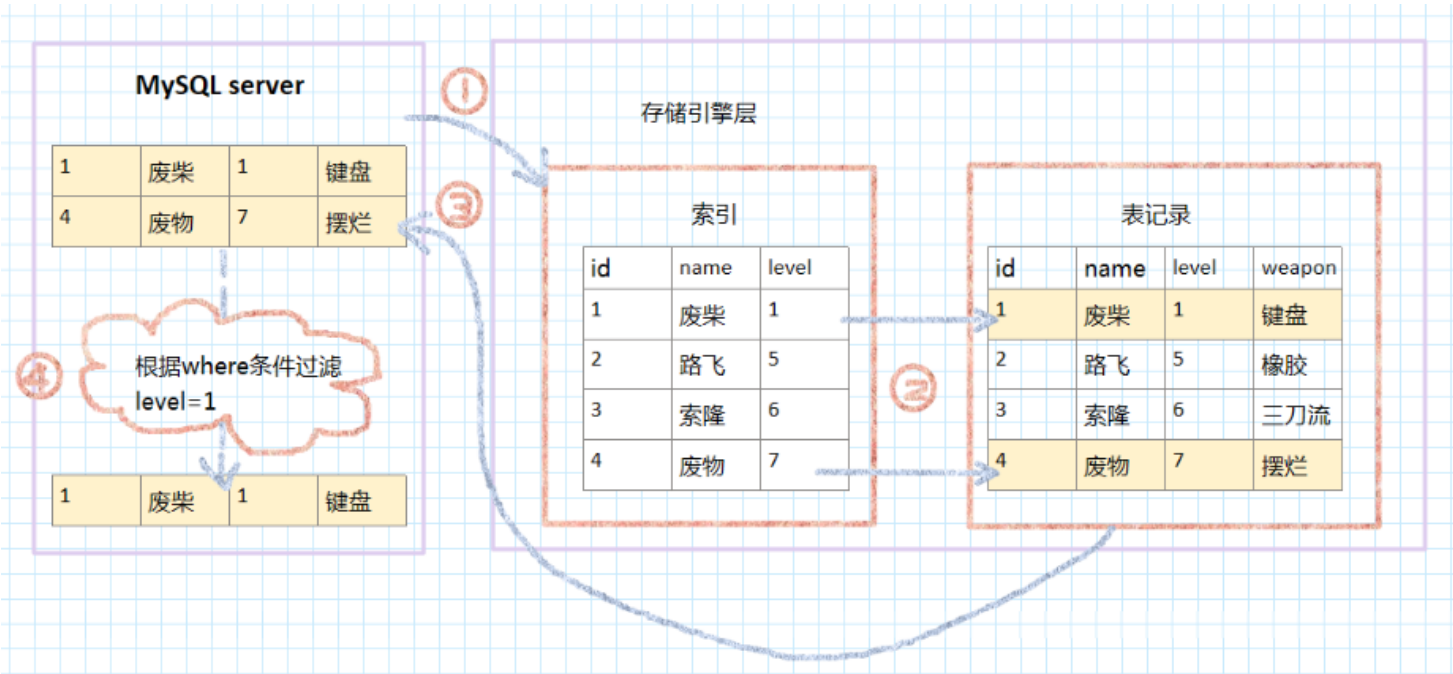 MySQL server
1 废柴 1 键盘
4 废物 7 摆烂
①
③
④
根据where条件过滤
level=1
1 废柴 1 键盘
存储引擎层
索引
id name level
1 废柴 1
2 路飞 5
3 索隆 6
4 废物 7
②
表记录
id name level weapon
1 废柴 1 键盘
2 路飞 5 橡胶
3 索隆 6 三刀流
4 废物 7 摆烂